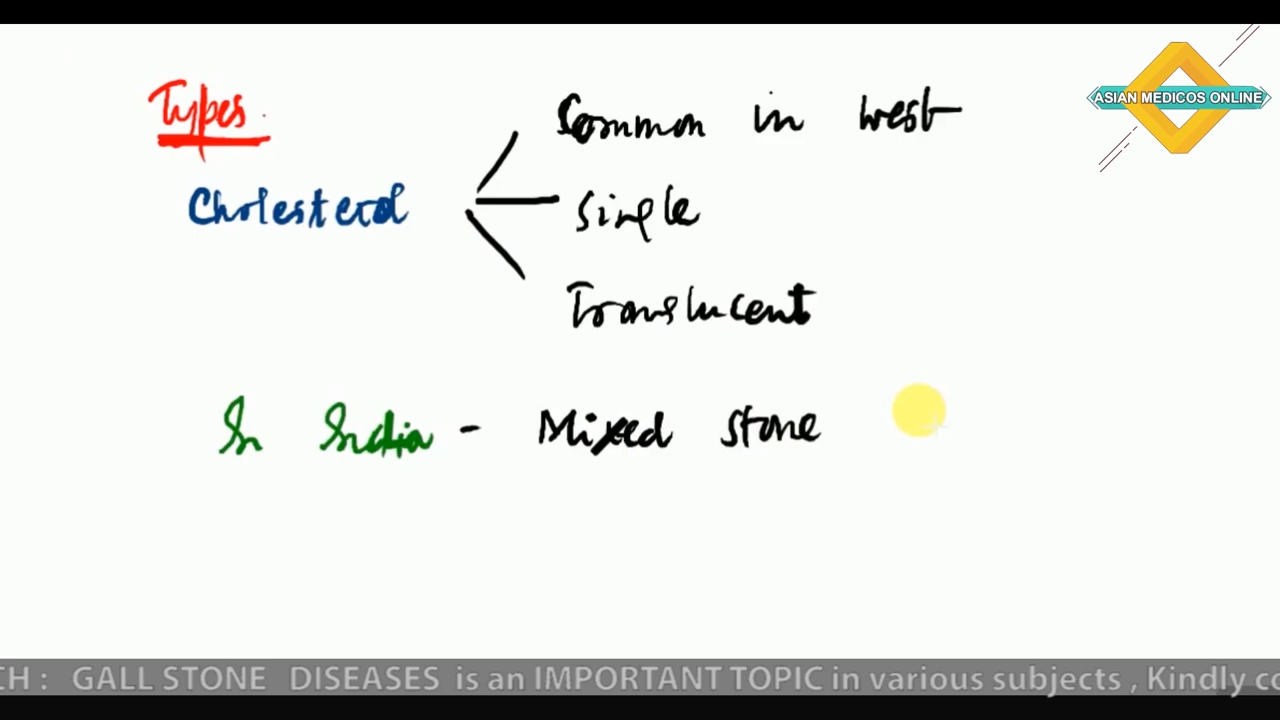 ASIAN MEDICOS ONLINE
Types.
Common in west
Cholesterol
Single
Translucent
In India - Mixed stone
CH : GALL STONE DISEASES is an IMPORTANT TOPIC in various subjects , Kindly co